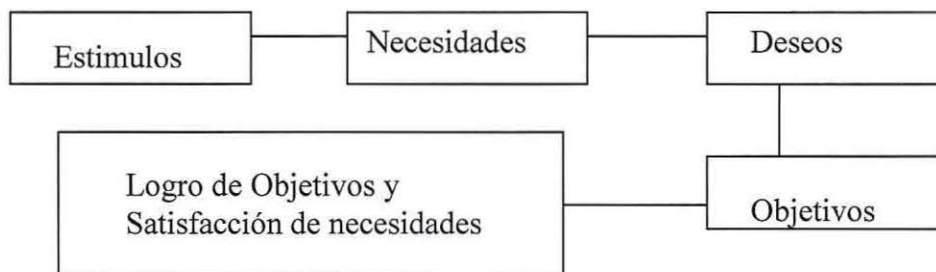 Estimulos
Necesidades
Deseos
Logro de Objetivos y
Satisfacción de necesidades
Objetivos